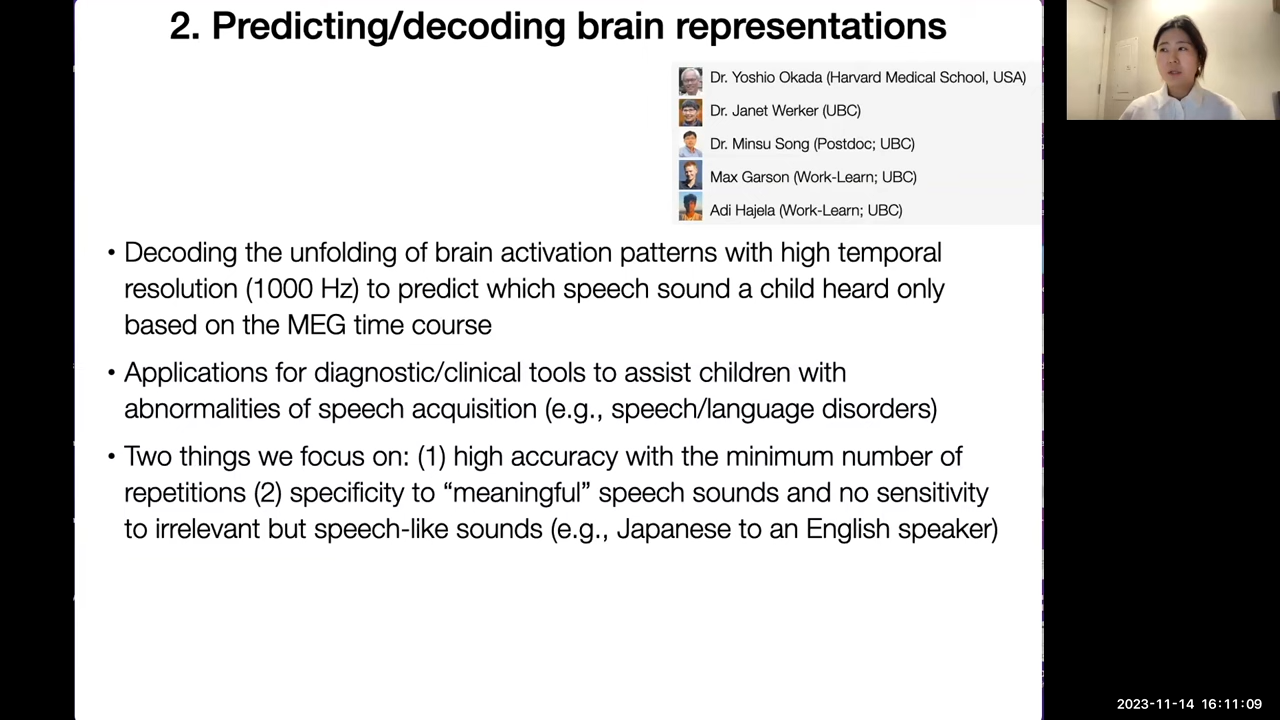 2. Predicting/decoding brain representations
Dr. Yoshio Okada (Harvard Medical School, USA)
Dr. Janet Werker (UBC)
Dr. Minsu Song (Postdoc; UBC)
Max Garson (Work-Learn; UBC)
Adi Hajela (Work-Learn; UBC)
• Decoding the unfolding of brain activation patterns with high temporal
resolution (1000 Hz) to predict which speech sound a child heard only
based on the MEG time course
• Applications for diagnostic/clinical tools to assist children with
abnormalities of speech acquisition (e.g., speech/language disorders)
• Two things we focus on: (1) high accuracy with the minimum number of
repetitions (2) specificity to “meaningful” speech sounds and no sensitivity
to irrelevant but speech-like sounds (e.g., Japanese to an English speaker)
2023-11-14 16:11:09